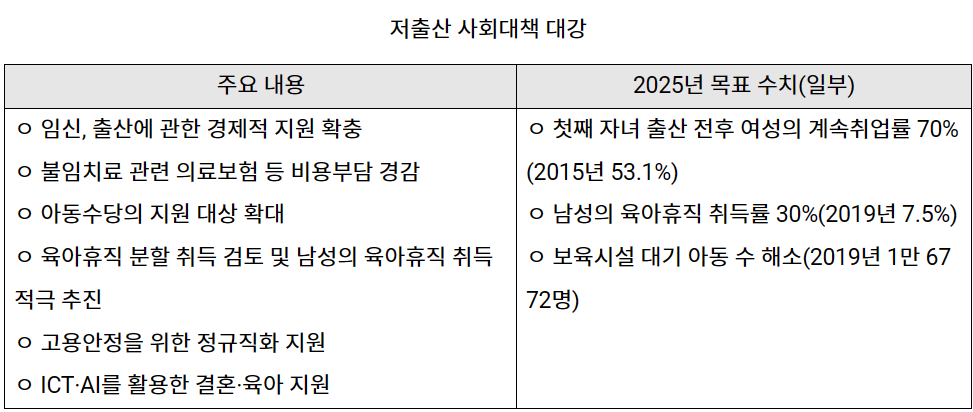 저출산 사회대책 대강
주요 내용
2025년 목표 수치(일부)
ㅇ 임신, 출산에 관한 경제적 지원 확충
ㅇ 불임치료 관련 의료보험 등 비용부담 경감
ㅇ 아동수당의 지원 대상 확대
ㅇ 육아휴직 분할 취득 검토 및 남성의 육아휴직 취득
적극 추진
ㅇ 고용안정을 위한 정규직화 지원
ㅇ ICT·AI를 활용한 결혼·육아 지원
ㅇ 첫째 자녀 출산 전후 여성의 계속취업률 70%
(2015년 53.1%)
ㅇ 남성의 육아휴직 취득률 30%(2019년 7.5%)
ㅇ 보육시설 대기 아동 수 해소(2019년 1만 67
72명)